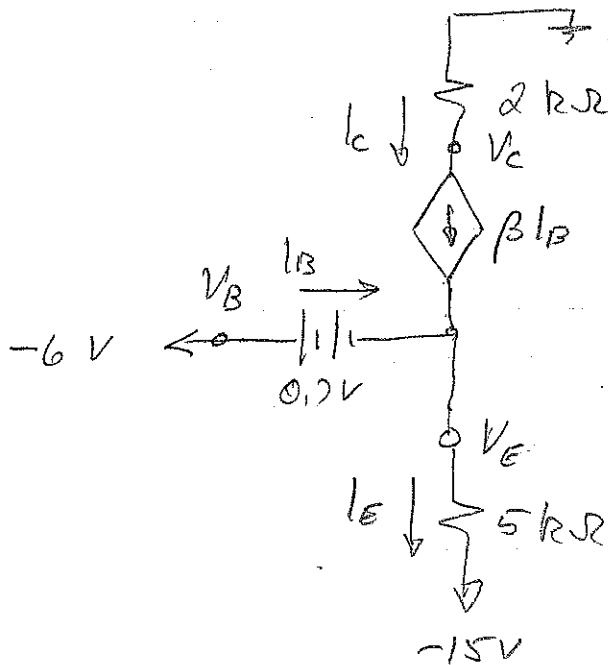 2 kΩ
I_C
V_C
βI_B
I_B
V_B
-6 V
0.7V
V_E
I_E
5 kΩ
-15V